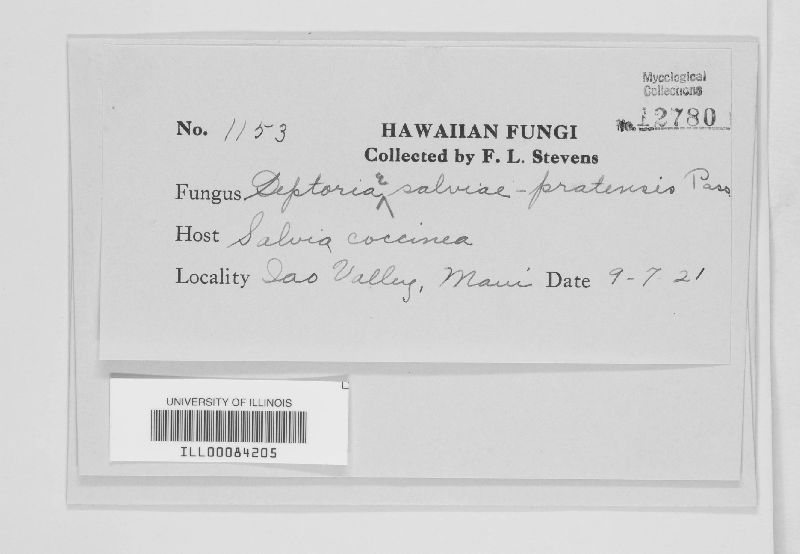 Mycological
Collections
No. 12780
No. 1153
HAWAIIAN FUNGI
Collected by F. L. Stevens
Fungus Septoria ? salviae-pratensis Pass
Host Salvia coccinea
Locality Iao Valley, Maui Date 9-7-21
UNIVERSITY OF ILLINOIS
ILL00084205